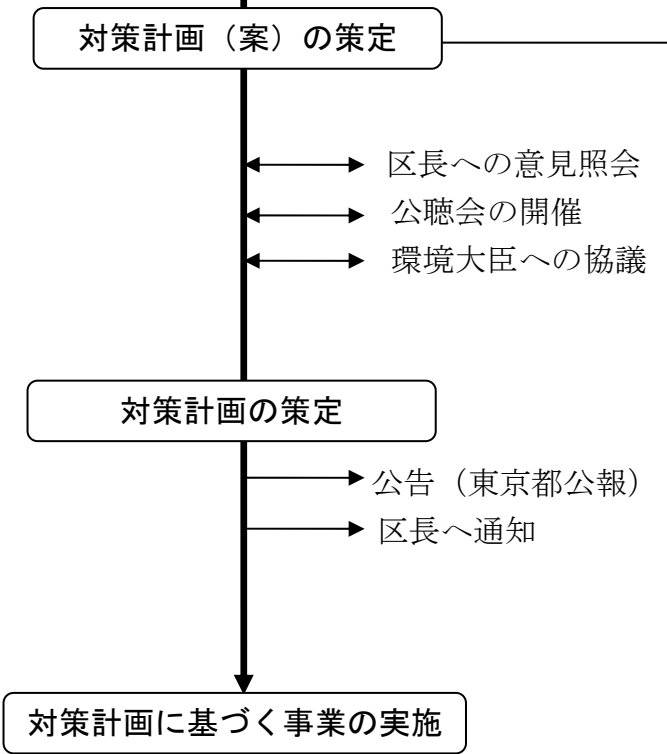 対策計画（案）の策定
区長への意見照会
公聴会の開催
環境大臣への協議
対策計画の策定
公告（東京都公報）
区長へ通知
対策計画に基づく事業の実施